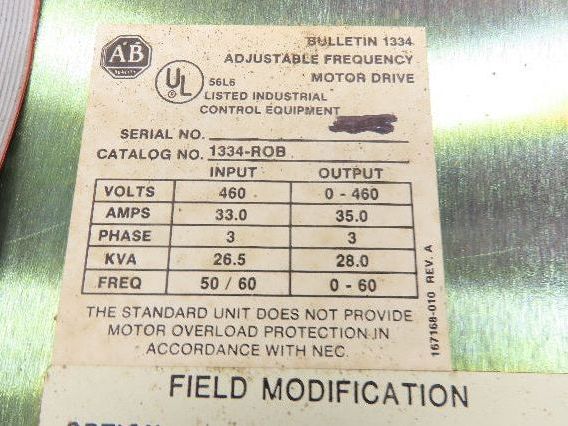 AB
QUALITY
UL
56L6
LISTED INDUSTRIAL
CONTROL EQUIPMENT
BULLETIN 1334
ADJUSTABLE FREQUENCY
MOTOR DRIVE
SERIAL NO.
CATALOG NO. 1334-ROB
INPUT OUTPUT
VOLTS 460 0 - 460
AMPS 33.0 35.0
PHASE 3 3
KVA 26.5 28.0
FREQ 50 / 60 0 - 60
THE STANDARD UNIT DOES NOT PROVIDE
MOTOR OVERLOAD PROTECTION IN
ACCORDANCE WITH NEC.
167168-010 REV. A
FIELD MODIFICATION